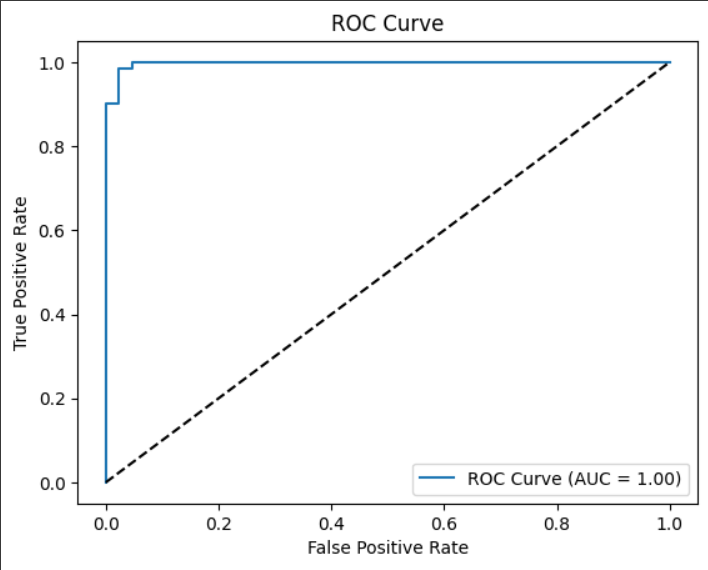 ROC Curve
True Positive Rate
1.0
0.8
0.6
0.4
0.2
0.0
ROC Curve (AUC = 1.00)
0.0 0.2 0.4 0.6 0.8 1.0
False Positive Rate